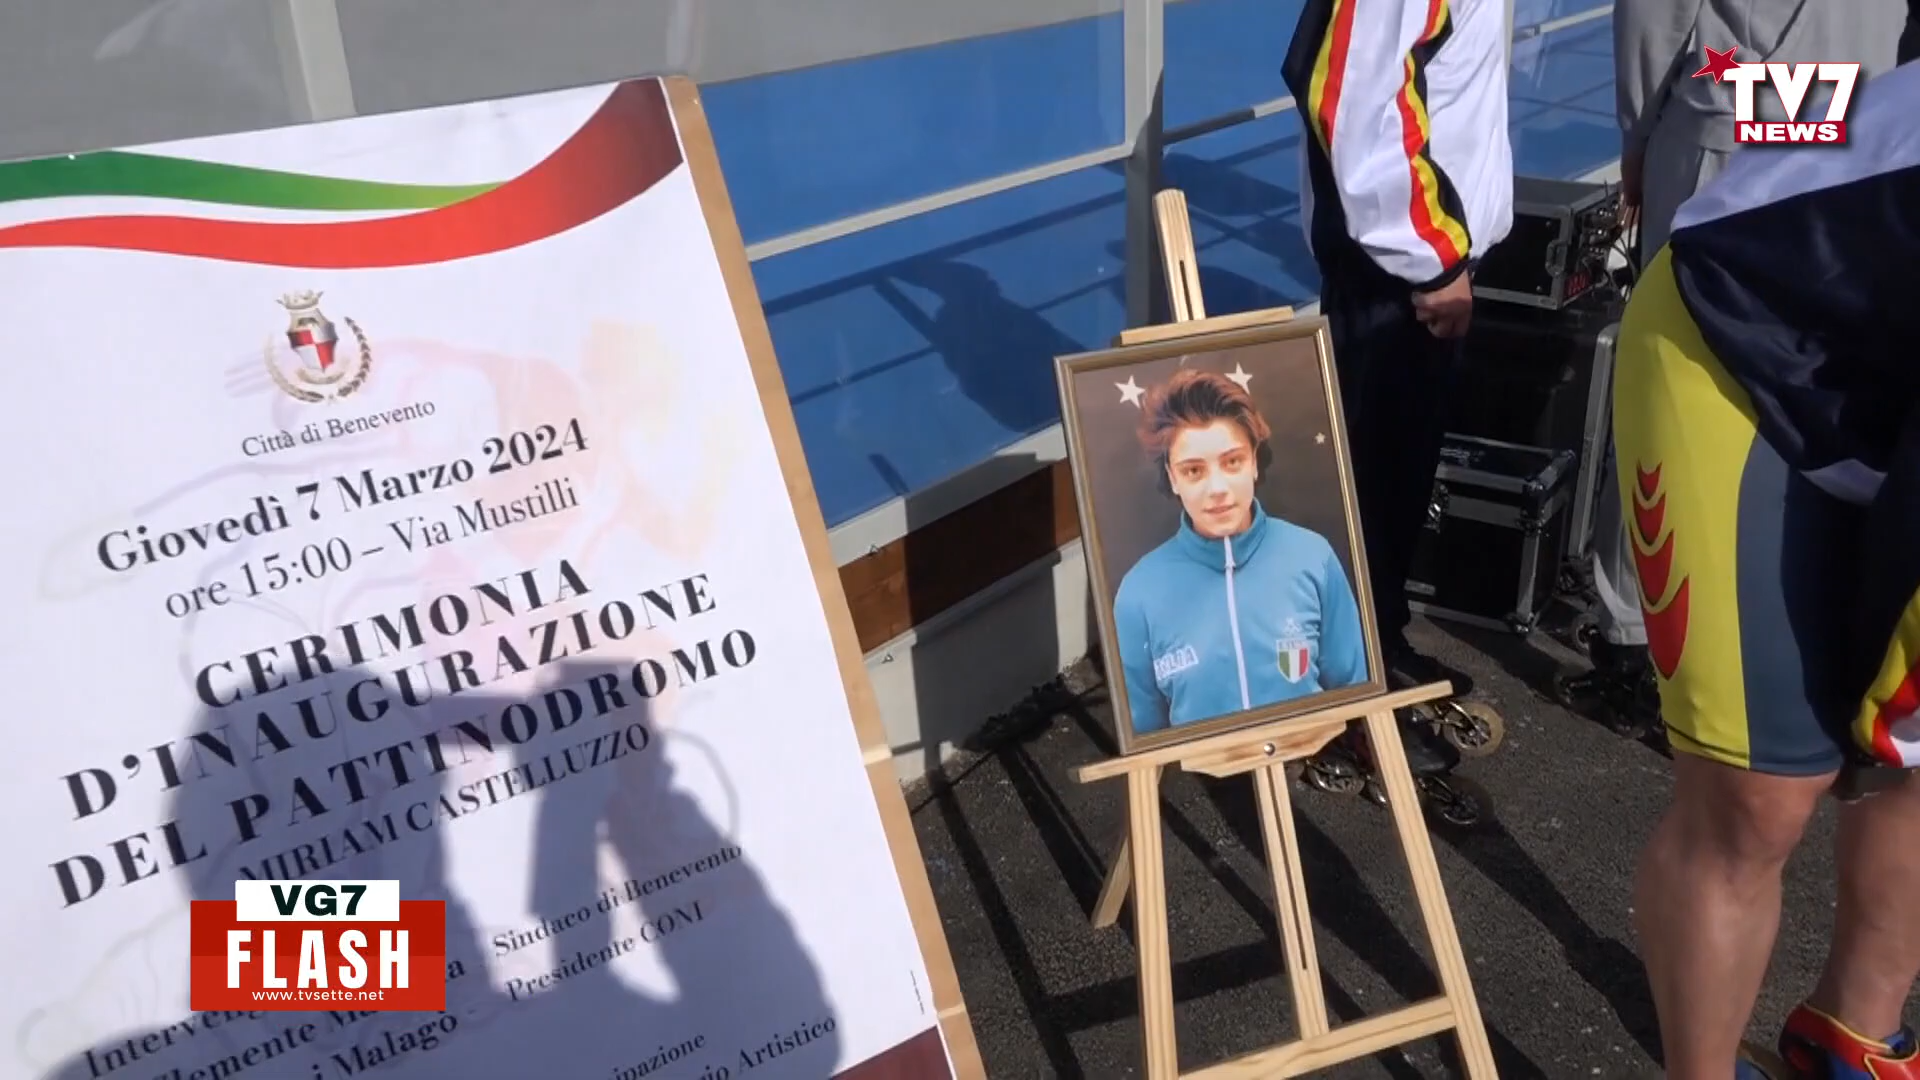 TV7
NEWS
Città di Benevento
Giovedì 7 Marzo 2024
ore 15:00 – Via Mustilli
CERIMONIA
D'INAUGURAZIONE
DEL PATTINODROMO
MIRIAM CASTELLUZZO
Sindaco di Benevento
Presidente CONI
i Malagò -
Artistico
VG7
FLASH
www.tvsette.net